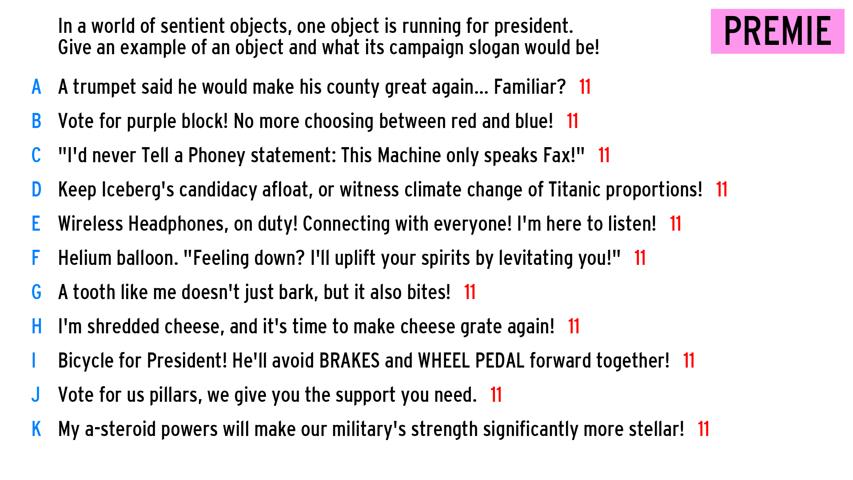 In a world of sentient objects, one object is running for president.
Give an example of an object and what its campaign slogan would be!
PREMIE
A A trumpet said he would make his county great again... Familiar? 11
B Vote for purple block! No more choosing between red and blue! 11
C "I'd never Tell a Phoney statement: This Machine only speaks Fax!" 11
D Keep Iceberg's candidacy afloat, or witness climate change of Titanic proportions! 11
E Wireless Headphones, on duty! Connecting with everyone! I'm here to listen! 11
F Helium balloon. "Feeling down? I'll uplift your spirits by levitating you!" 11
G A tooth like me doesn't just bark, but it also bites! 11
H I'm shredded cheese, and it's time to make cheese grate again! 11
I Bicycle for President! He'll avoid BRAKES and WHEEL PEDAL forward together! 11
J Vote for us pillars, we give you the support you need. 11
K My a-steroid powers will make our military's strength significantly more stellar! 11